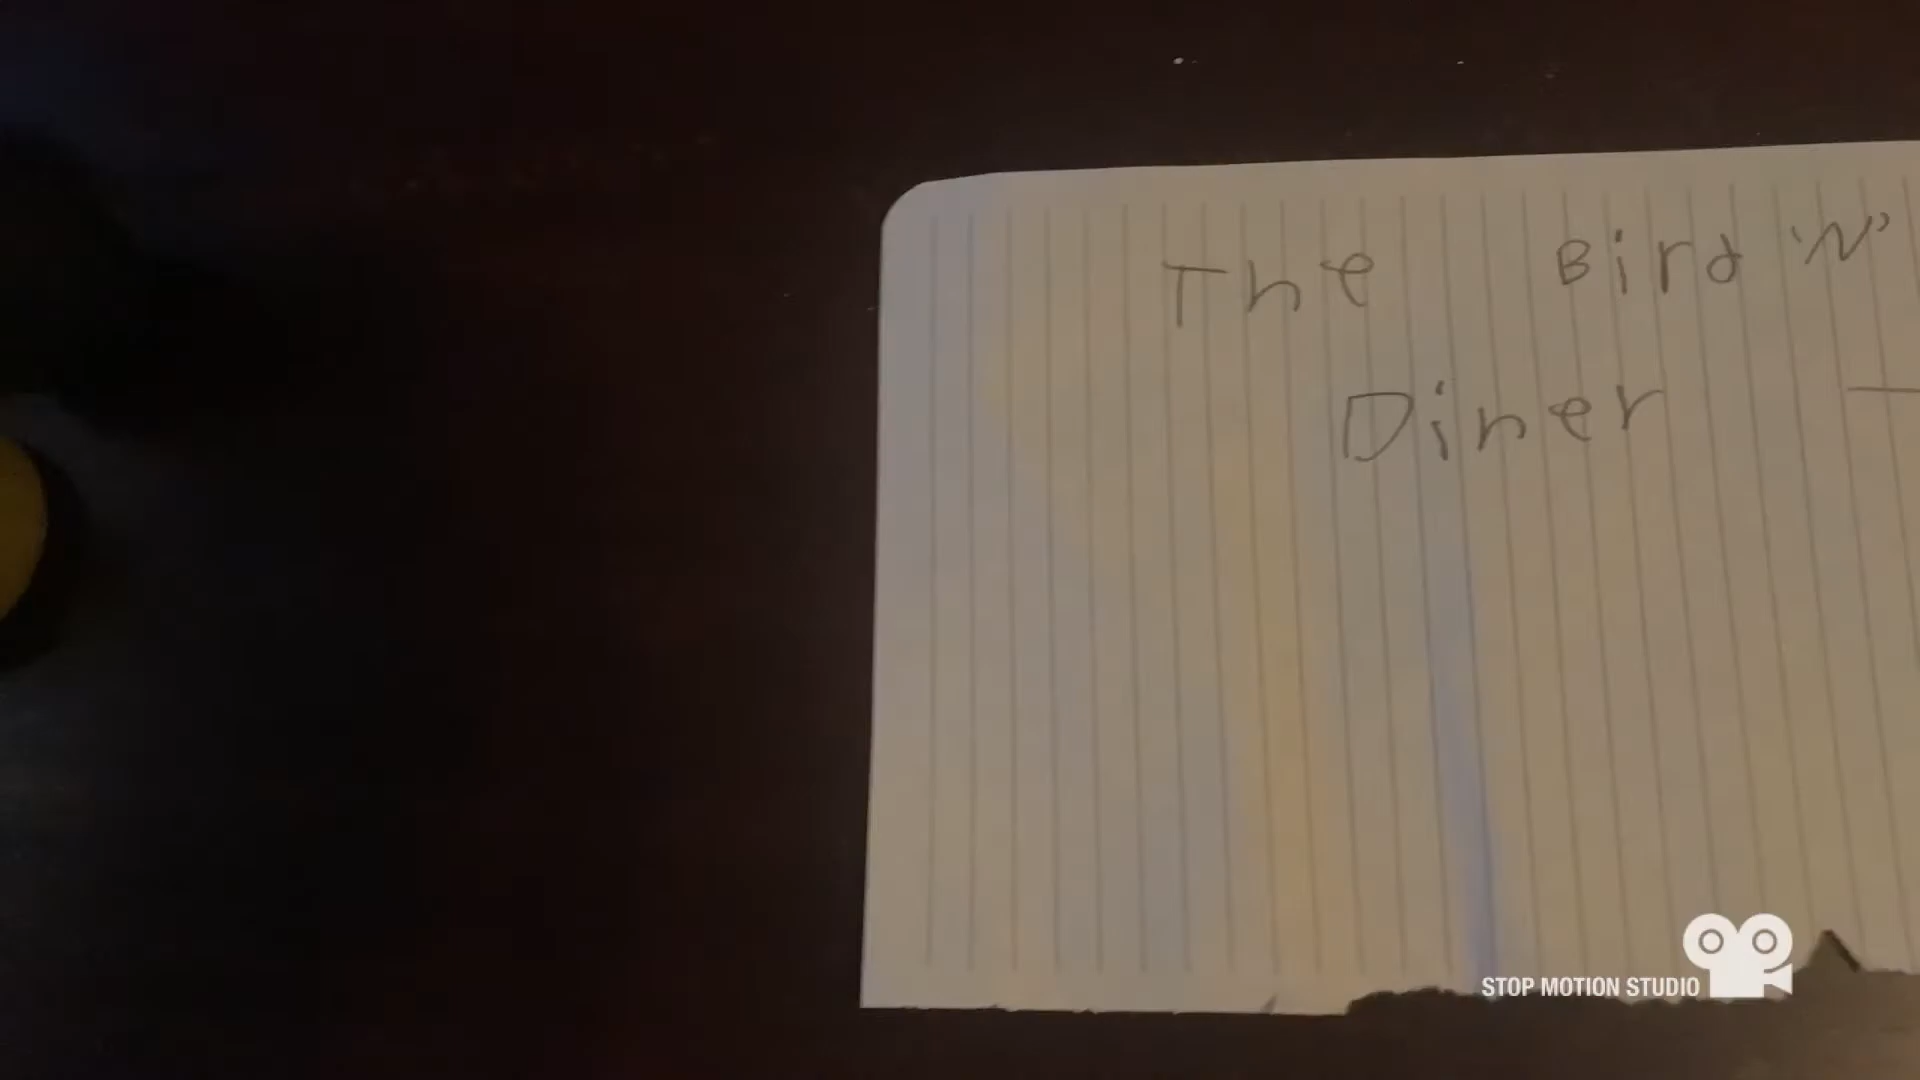 The Bird 'N'
Diner
STOP MOTION STUDIO